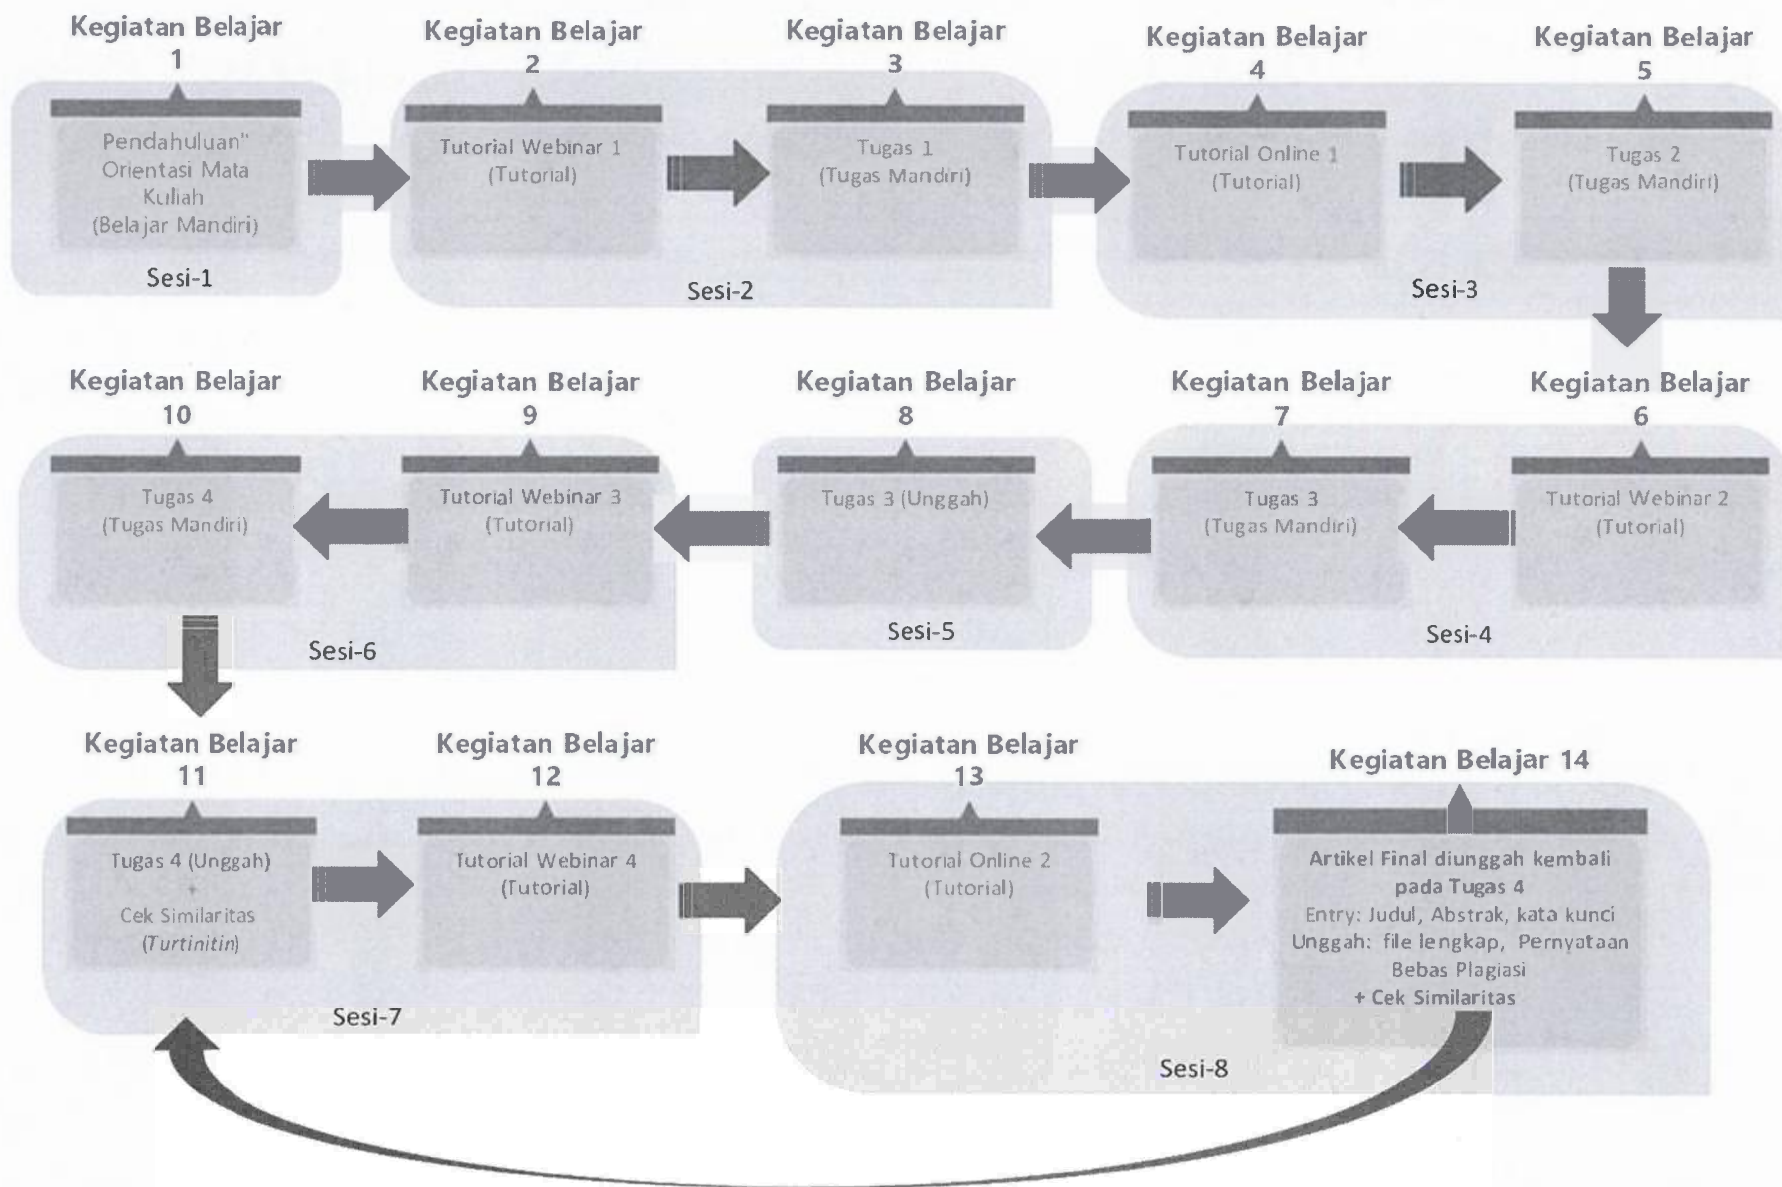 Kegiatan Belajar
1
Pendahuluan"
Orientasi Mata
Kuliah
(Belajar Mandiri)
Sesi-1
Kegiatan Belajar
2
Tutorial Webinar 1
(Tutorial)
Kegiatan Belajar
3
Tugas 1
(Tugas Mandiri)
Sesi-2
Kegiatan Belajar
4
Tutorial Online 1
(Tutorial)
Kegiatan Belajar
5
Tugas 2
(Tugas Mandiri)
Sesi-3
Kegiatan Belajar
6
Tutorial Webinar 2
(Tutorial)
Kegiatan Belajar
7
Tugas 3
(Tugas Mandiri)
Sesi-4
Kegiatan Belajar
8
Tugas 3 (Unggah)
Sesi-5
Kegiatan Belajar
9
Tutorial Webinar 3
(Tutorial)
Kegiatan Belajar
10
Tugas 4
(Tugas Mandiri)
Sesi-6
Kegiatan Belajar
11
Tugas 4 (Unggah)
+
Cek Similaritas
(Turtinitin)
Kegiatan Belajar
12
Tutorial Webinar 4
(Tutorial)
Sesi-7
Kegiatan Belajar
13
Tutorial Online 2
(Tutorial)
Kegiatan Belajar 14
Artikel Final diunggah kembali
pada Tugas 4
Entry: Judul, Abstrak, kata kunci
Unggah: file lengkap, Pernyataan
Bebas Plagiasi
+ Cek Similaritas
Sesi-8